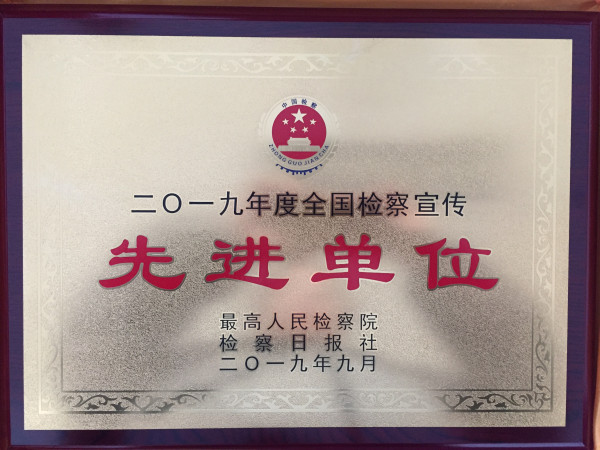 中国检察
ZHONG GUO JIAN CHA
二〇一九年度全国检察宣传
先进单位
最高人民检察院
检察日报社
二〇一九年九月